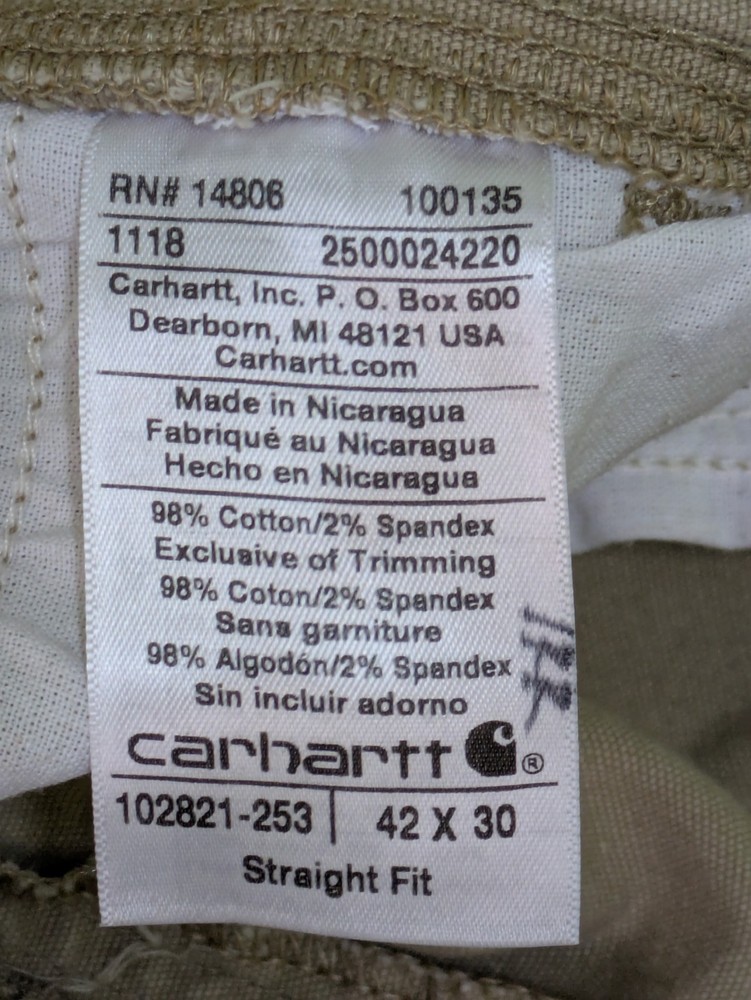 RN# 14806 100135
1118 2500024220
Carhartt, Inc. P. O. Box 600
Dearborn, MI 48121 USA
Carhartt.com
Made in Nicaragua
Fabriqué au Nicaragua
Hecho en Nicaragua
98% Cotton/2% Spandex
Exclusive of Trimming
98% Coton/2% Spandex
Sans garniture
98% Algodón/2% Spandex
Sin incluir adorno
carhartt ®
102821-253 | 42 X 30
Straight Fit